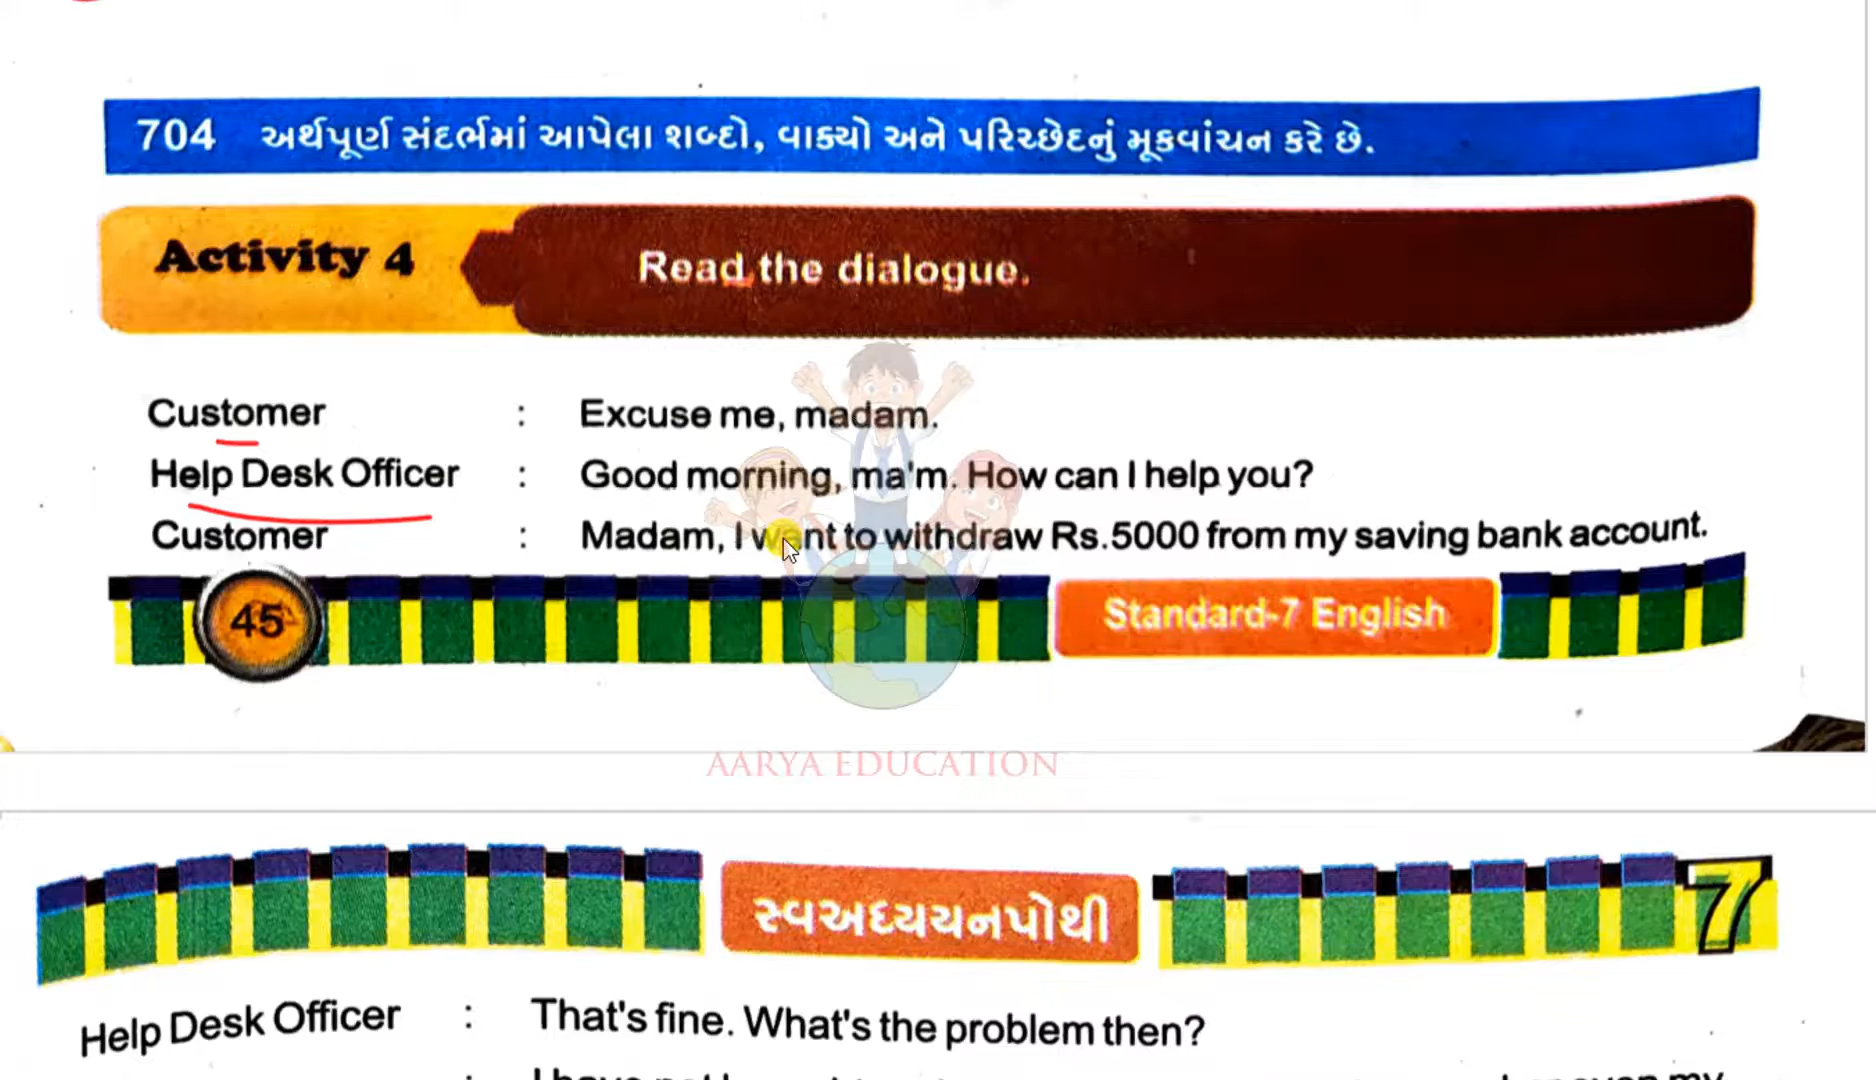 704 અર્થપૂર્ણ સંદર્ભમાં આપેલા શબ્દો, વાક્યો અને પરિચ્છેદનું મૂકવાંચન કરે છે.
Activity 4 Read the dialogue.
Customer : Excuse me, madam.
Help Desk Officer : Good morning, ma'm. How can I help you?
Customer : Madam, I want to withdraw Rs.5000 from my saving bank account.
45 Standard-7 English
AARYA EDUCATION
સ્વઅધ્યયનપોથી 7
Help Desk Officer : That's fine. What's the problem then?
: I have not my